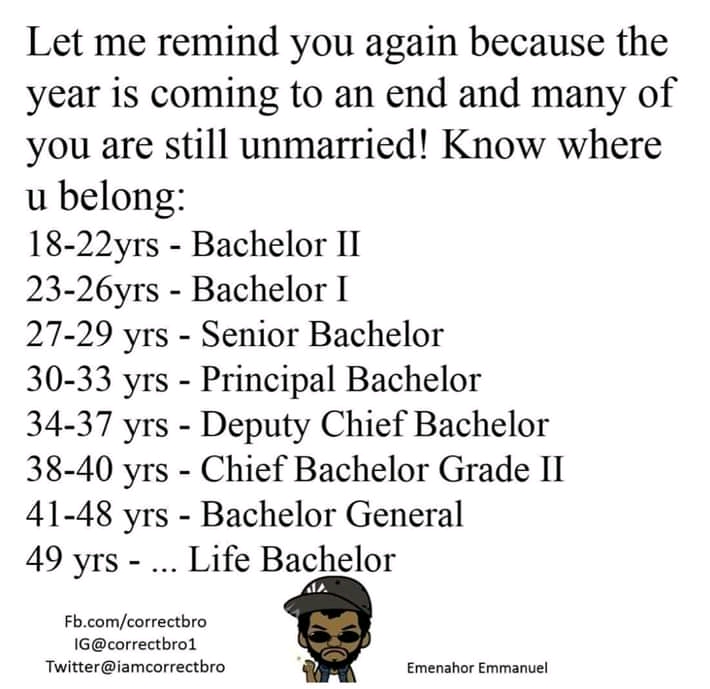 Let me remind you again because the
year is coming to an end and many of
you are still unmarried! Know where
u belong:
18-22yrs - Bachelor II
23-26yrs - Bachelor I
27-29 yrs - Senior Bachelor
30-33 yrs - Principal Bachelor
34-37 yrs - Deputy Chief Bachelor
38-40 yrs - Chief Bachelor Grade II
41-48 yrs - Bachelor General
49 yrs - ... Life Bachelor
Fb.com/correctbro
IG@correctbro1
Twitter@iamcorrectbro
Emenahor Emmanuel